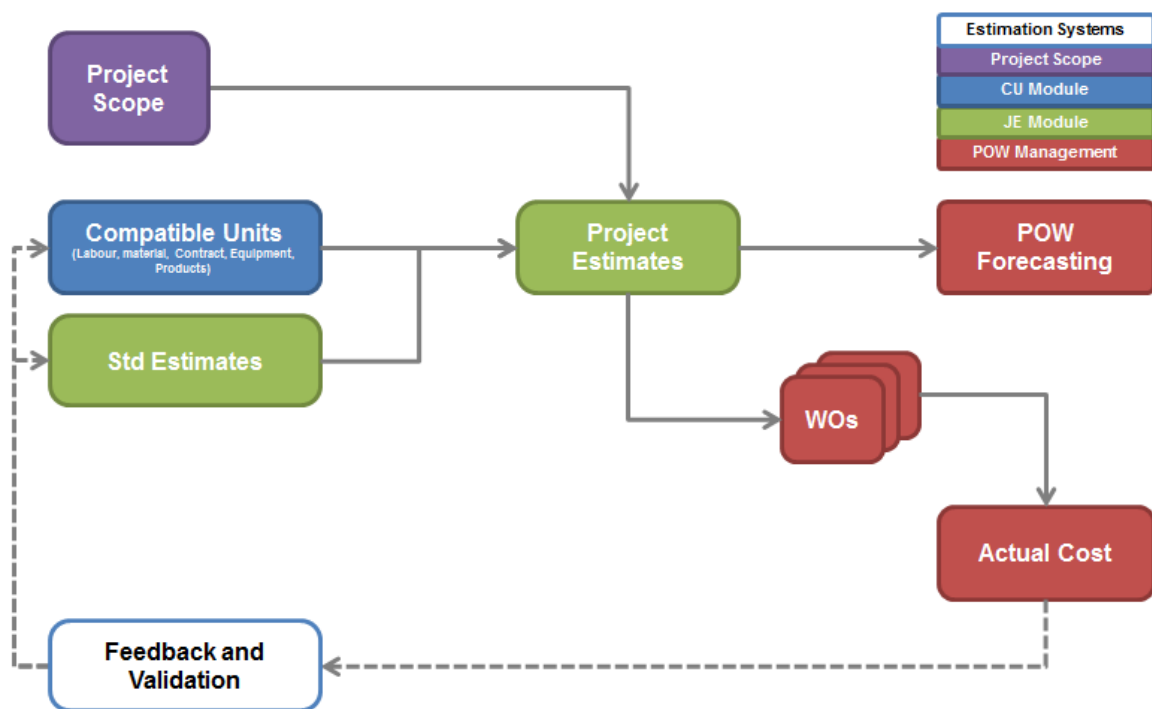 Estimation Systems
Project Scope
CU Module
JE Module
POW Management
Project
Scope
Compatible Units
(Labour, material, Contract, Equipment,
Products)
Project
Estimates
POW
Forecasting
Std Estimates
WOs
Actual Cost
Feedback and
Validation